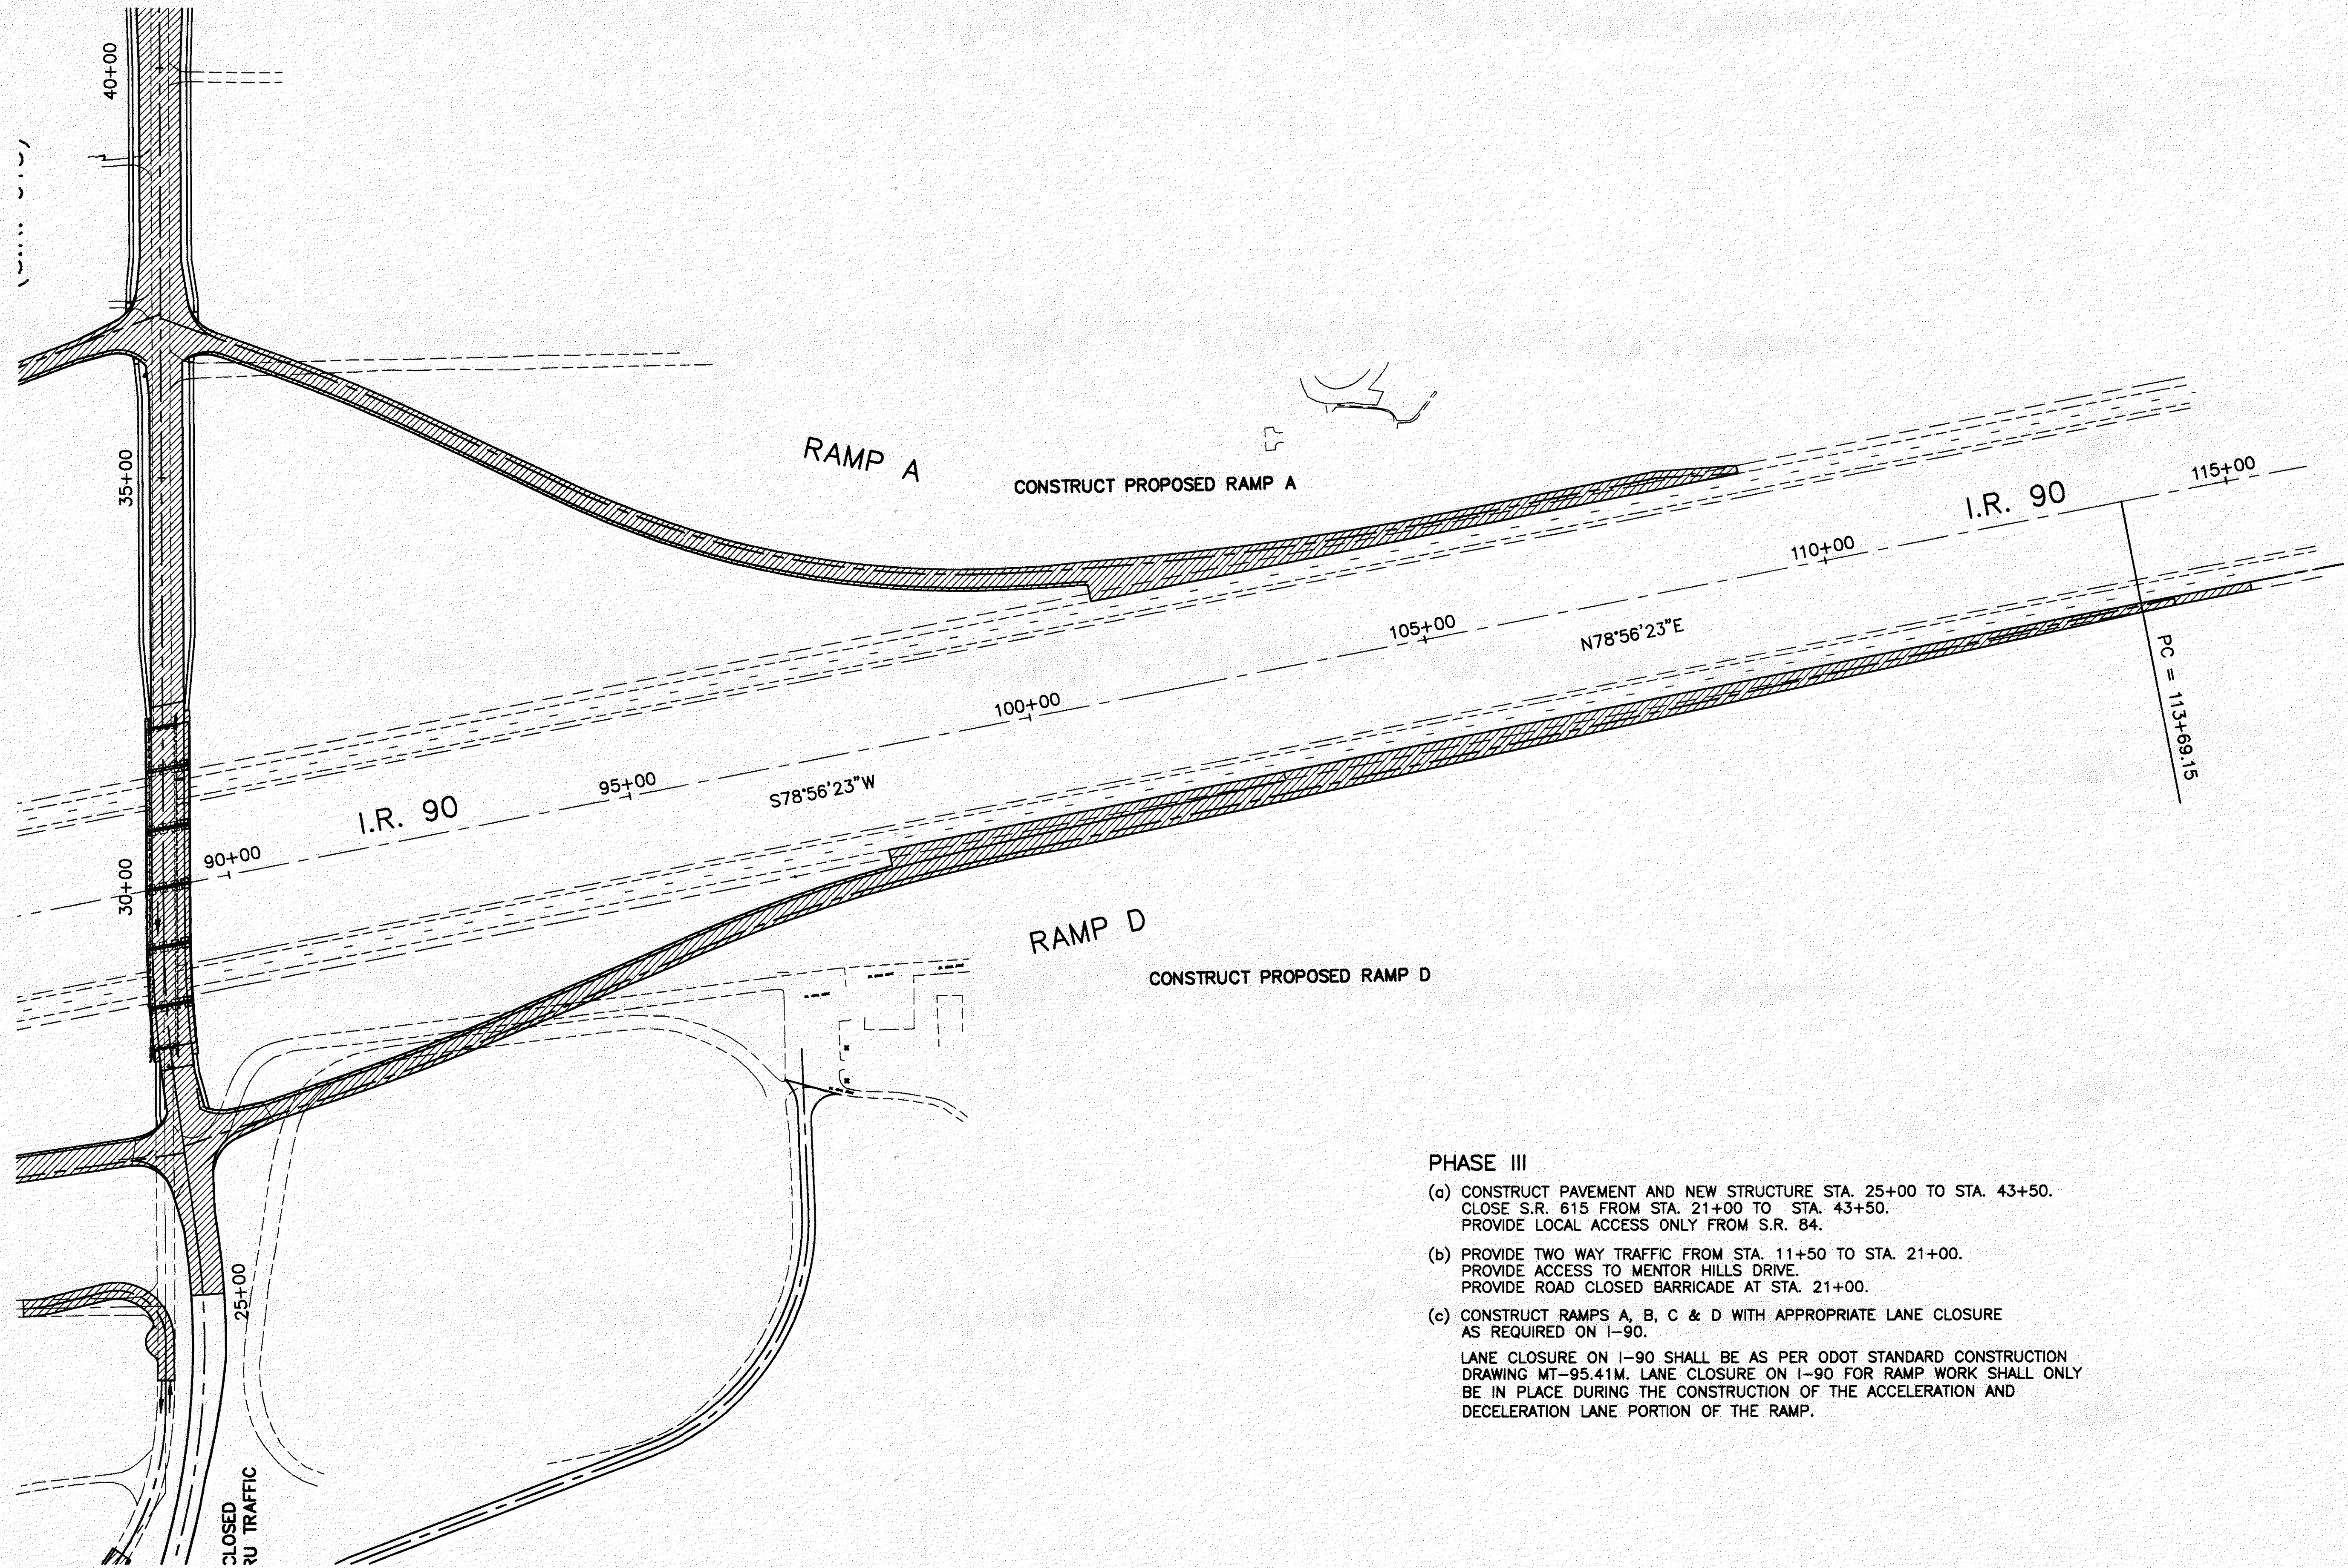 40+00
35+00
RAMP A
CONSTRUCT PROPOSED RAMP A
I.R. 90
115+00
110+00
105+00
N78°56'23"E
PC = 113+69.15
100+00
95+00
S78°56'23"W
I.R. 90
90+00
30+00
RAMP D
CONSTRUCT PROPOSED RAMP D
25+00
CLOSED
TRAFFIC
PHASE III
(a) CONSTRUCT PAVEMENT AND NEW STRUCTURE STA. 25+00 TO STA. 43+50.
CLOSE S.R. 615 FROM STA. 21+00 TO STA. 43+50.
PROVIDE LOCAL ACCESS ONLY FROM S.R. 84.
(b) PROVIDE TWO WAY TRAFFIC FROM STA. 11+50 TO STA. 21+00.
PROVIDE ACCESS TO MENTOR HILLS DRIVE.
PROVIDE ROAD CLOSED BARRICADE AT STA. 21+00.
(c) CONSTRUCT RAMPS A, B, C & D WITH APPROPRIATE LANE CLOSURE
AS REQUIRED ON I-90.
LANE CLOSURE ON I-90 SHALL BE AS PER ODOT STANDARD CONSTRUCTION
DRAWING MT-95.41M. LANE CLOSURE ON I-90 FOR RAMP WORK SHALL ONLY
BE IN PLACE DURING THE CONSTRUCTION OF THE ACCELERATION AND
DECELERATION LANE PORTION OF THE RAMP.